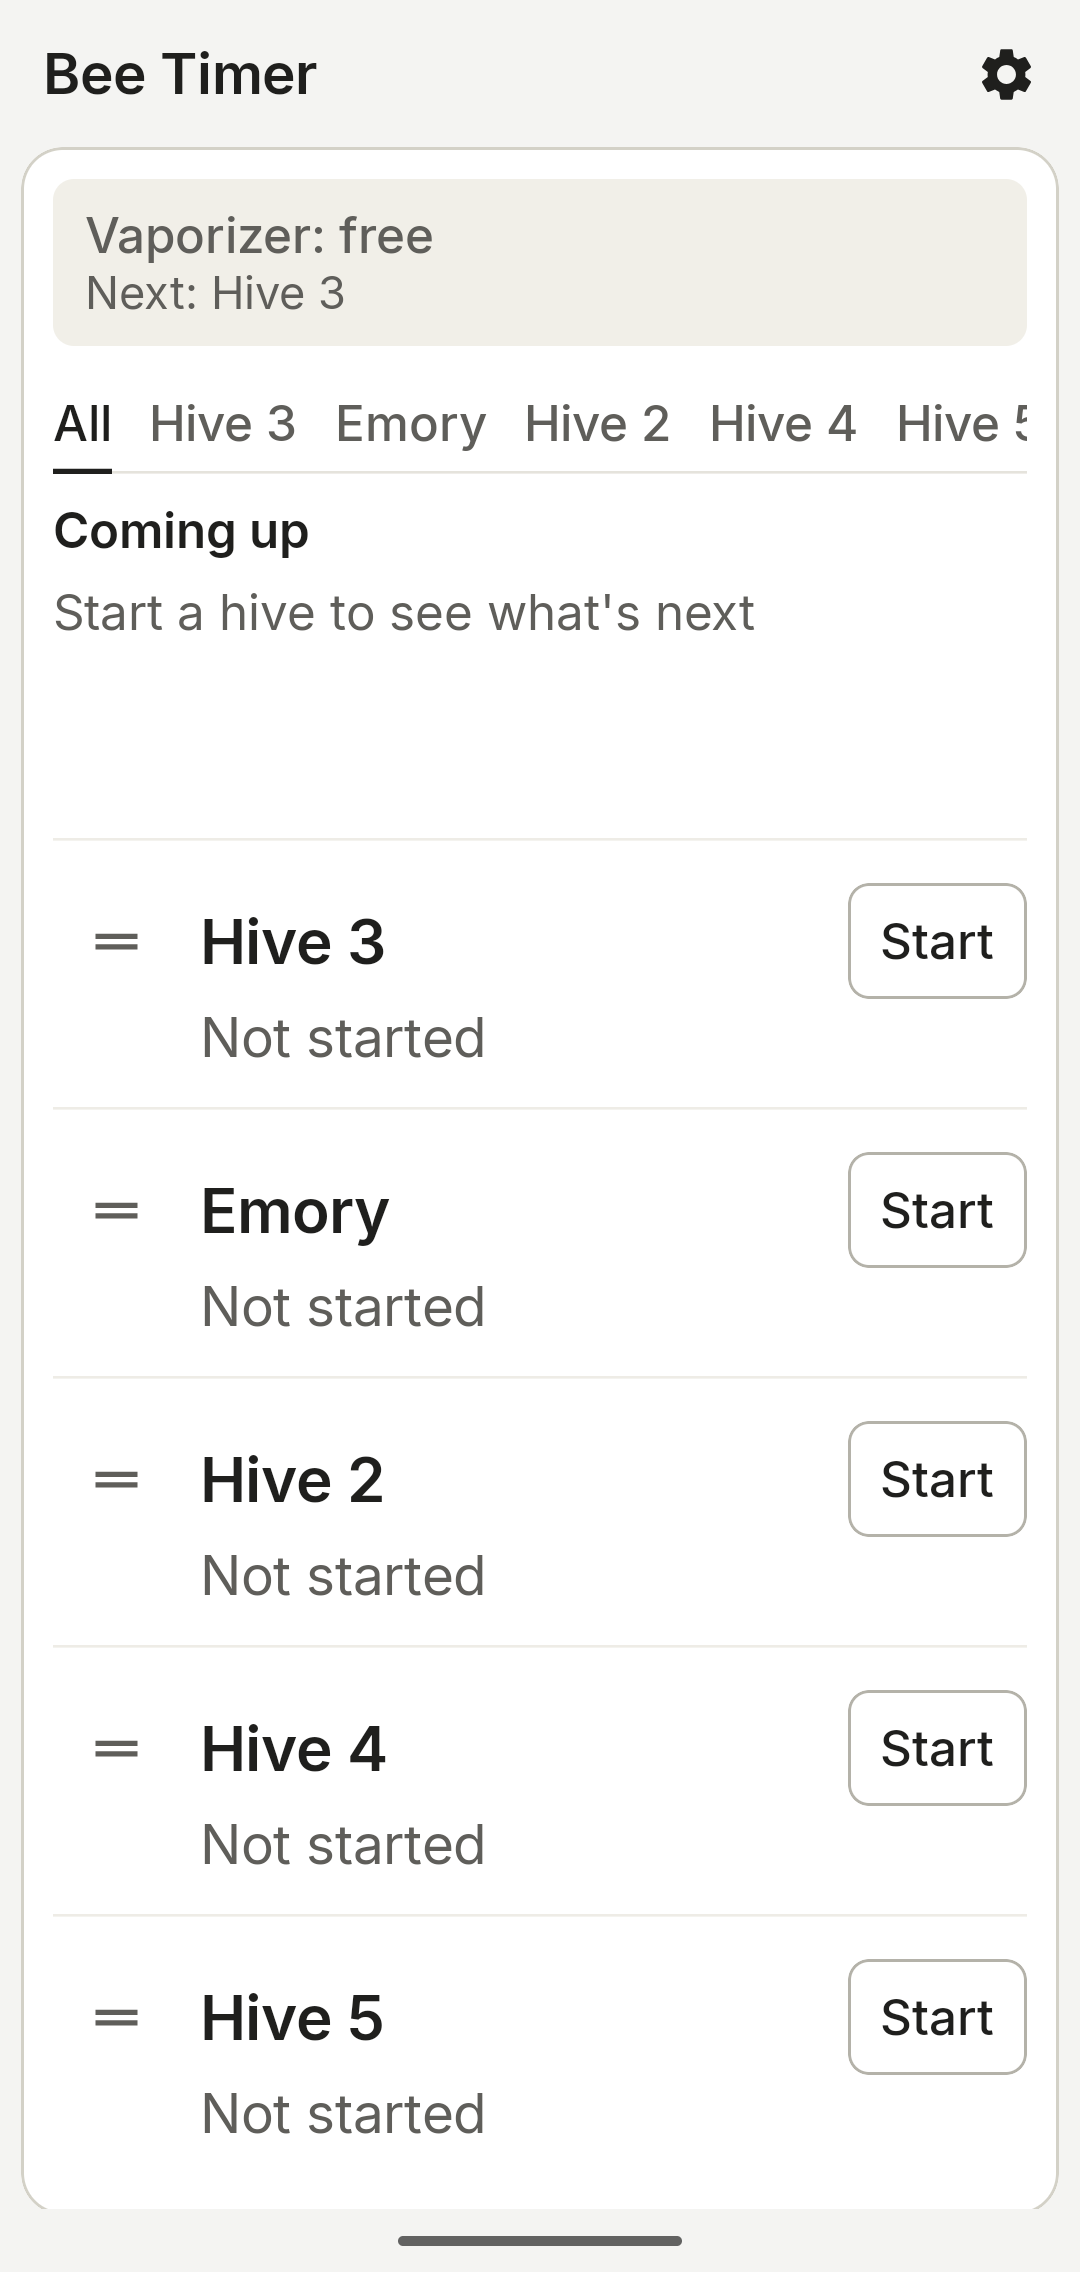 Bee Timer
Vaporizer: free
Next: Hive 3
All Hive 3 Emory Hive 2 Hive 4 Hive 5
Coming up
Start a hive to see what's next
Hive 3 Start
Not started
Emory Start
Not started
Hive 2 Start
Not started
Hive 4 Start
Not started
Hive 5 Start
Not started